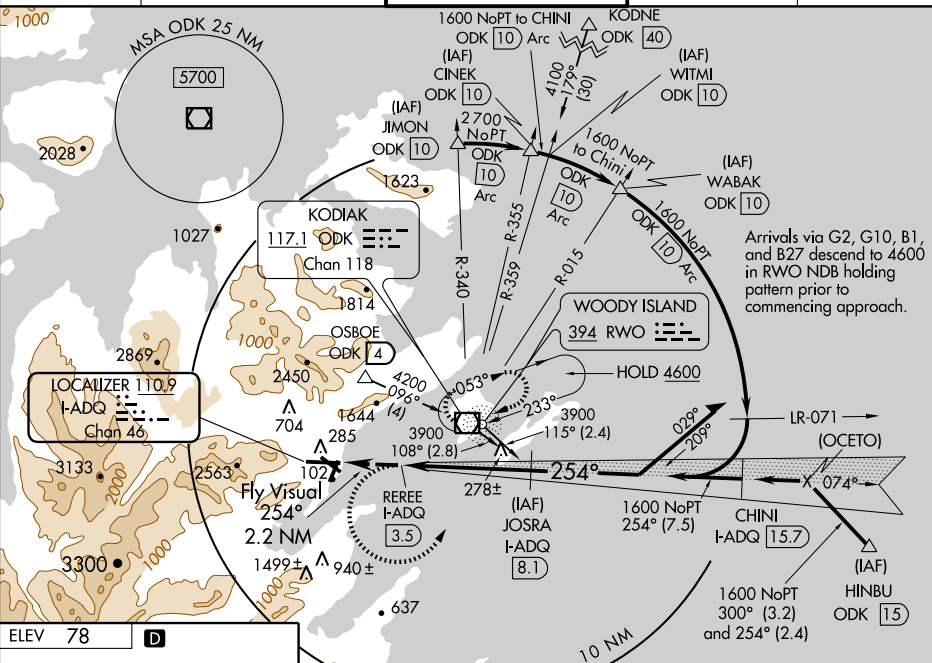 1000
MSA ODK 25 NM
5700
1600 NoPT to CHINI
ODK 10 Arc
KODNE
ODK 40
4100
179°
(30)
(IAF)
CINEK
ODK 10
(IAF)
WITMI
ODK 10
(IAF)
JIMON
ODK 10
2700
NoPT
ODK
10
Arc
1600 NoPT
to Chini
ODK
10
Arc
(IAF)
WABAK
ODK 10
1600 NoPT
ODK 10 Arc
2028
1623
1027
KODIAK
117.1 ODK
Chan 118
R-340
R-355
R-359
R-015
Arrivals via G2, G10, B1,
and B27 descend to 4600
in RWO NDB holding
pattern prior to
commencing approach.
1814
WOODY ISLAND
394 RWO
1000
OSBOE
ODK 4
2869
2450
HOLD 4600
4200
096°
(4)
053°
233°
LOCALIZER 110.9
I-ADQ
Chan 46
704
1644
285
3900
108° (2.8)
3900
115° (2.4)
029°
209°
LR-071
(OCETO)
3133
2000
2563
102
278±
254°
074°
Fly Visual
254°
2.2 NM
REREE
I-ADQ
3.5
(IAF)
JOSRA
I-ADQ
8.1
1600 NoPT
254° (7.5)
CHINI
I-ADQ 15.7
3300
1000
1499±
940±
1000
637
(IAF)
HINBU
ODK 15
1600 NoPT
300° (3.2)
and 254° (2.4)
10 NM
ELEV 78
D